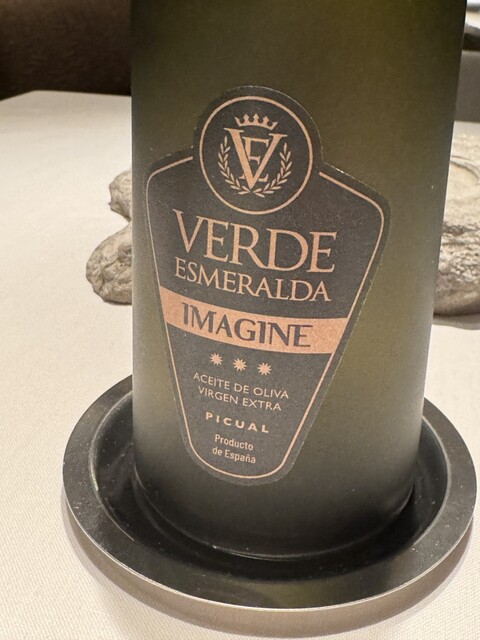 VE
VERDE
ESMERALDA
IMAGINE
ACEITE DE OLIVA
VIRGEN EXTRA
PICUAL
Producto
de España